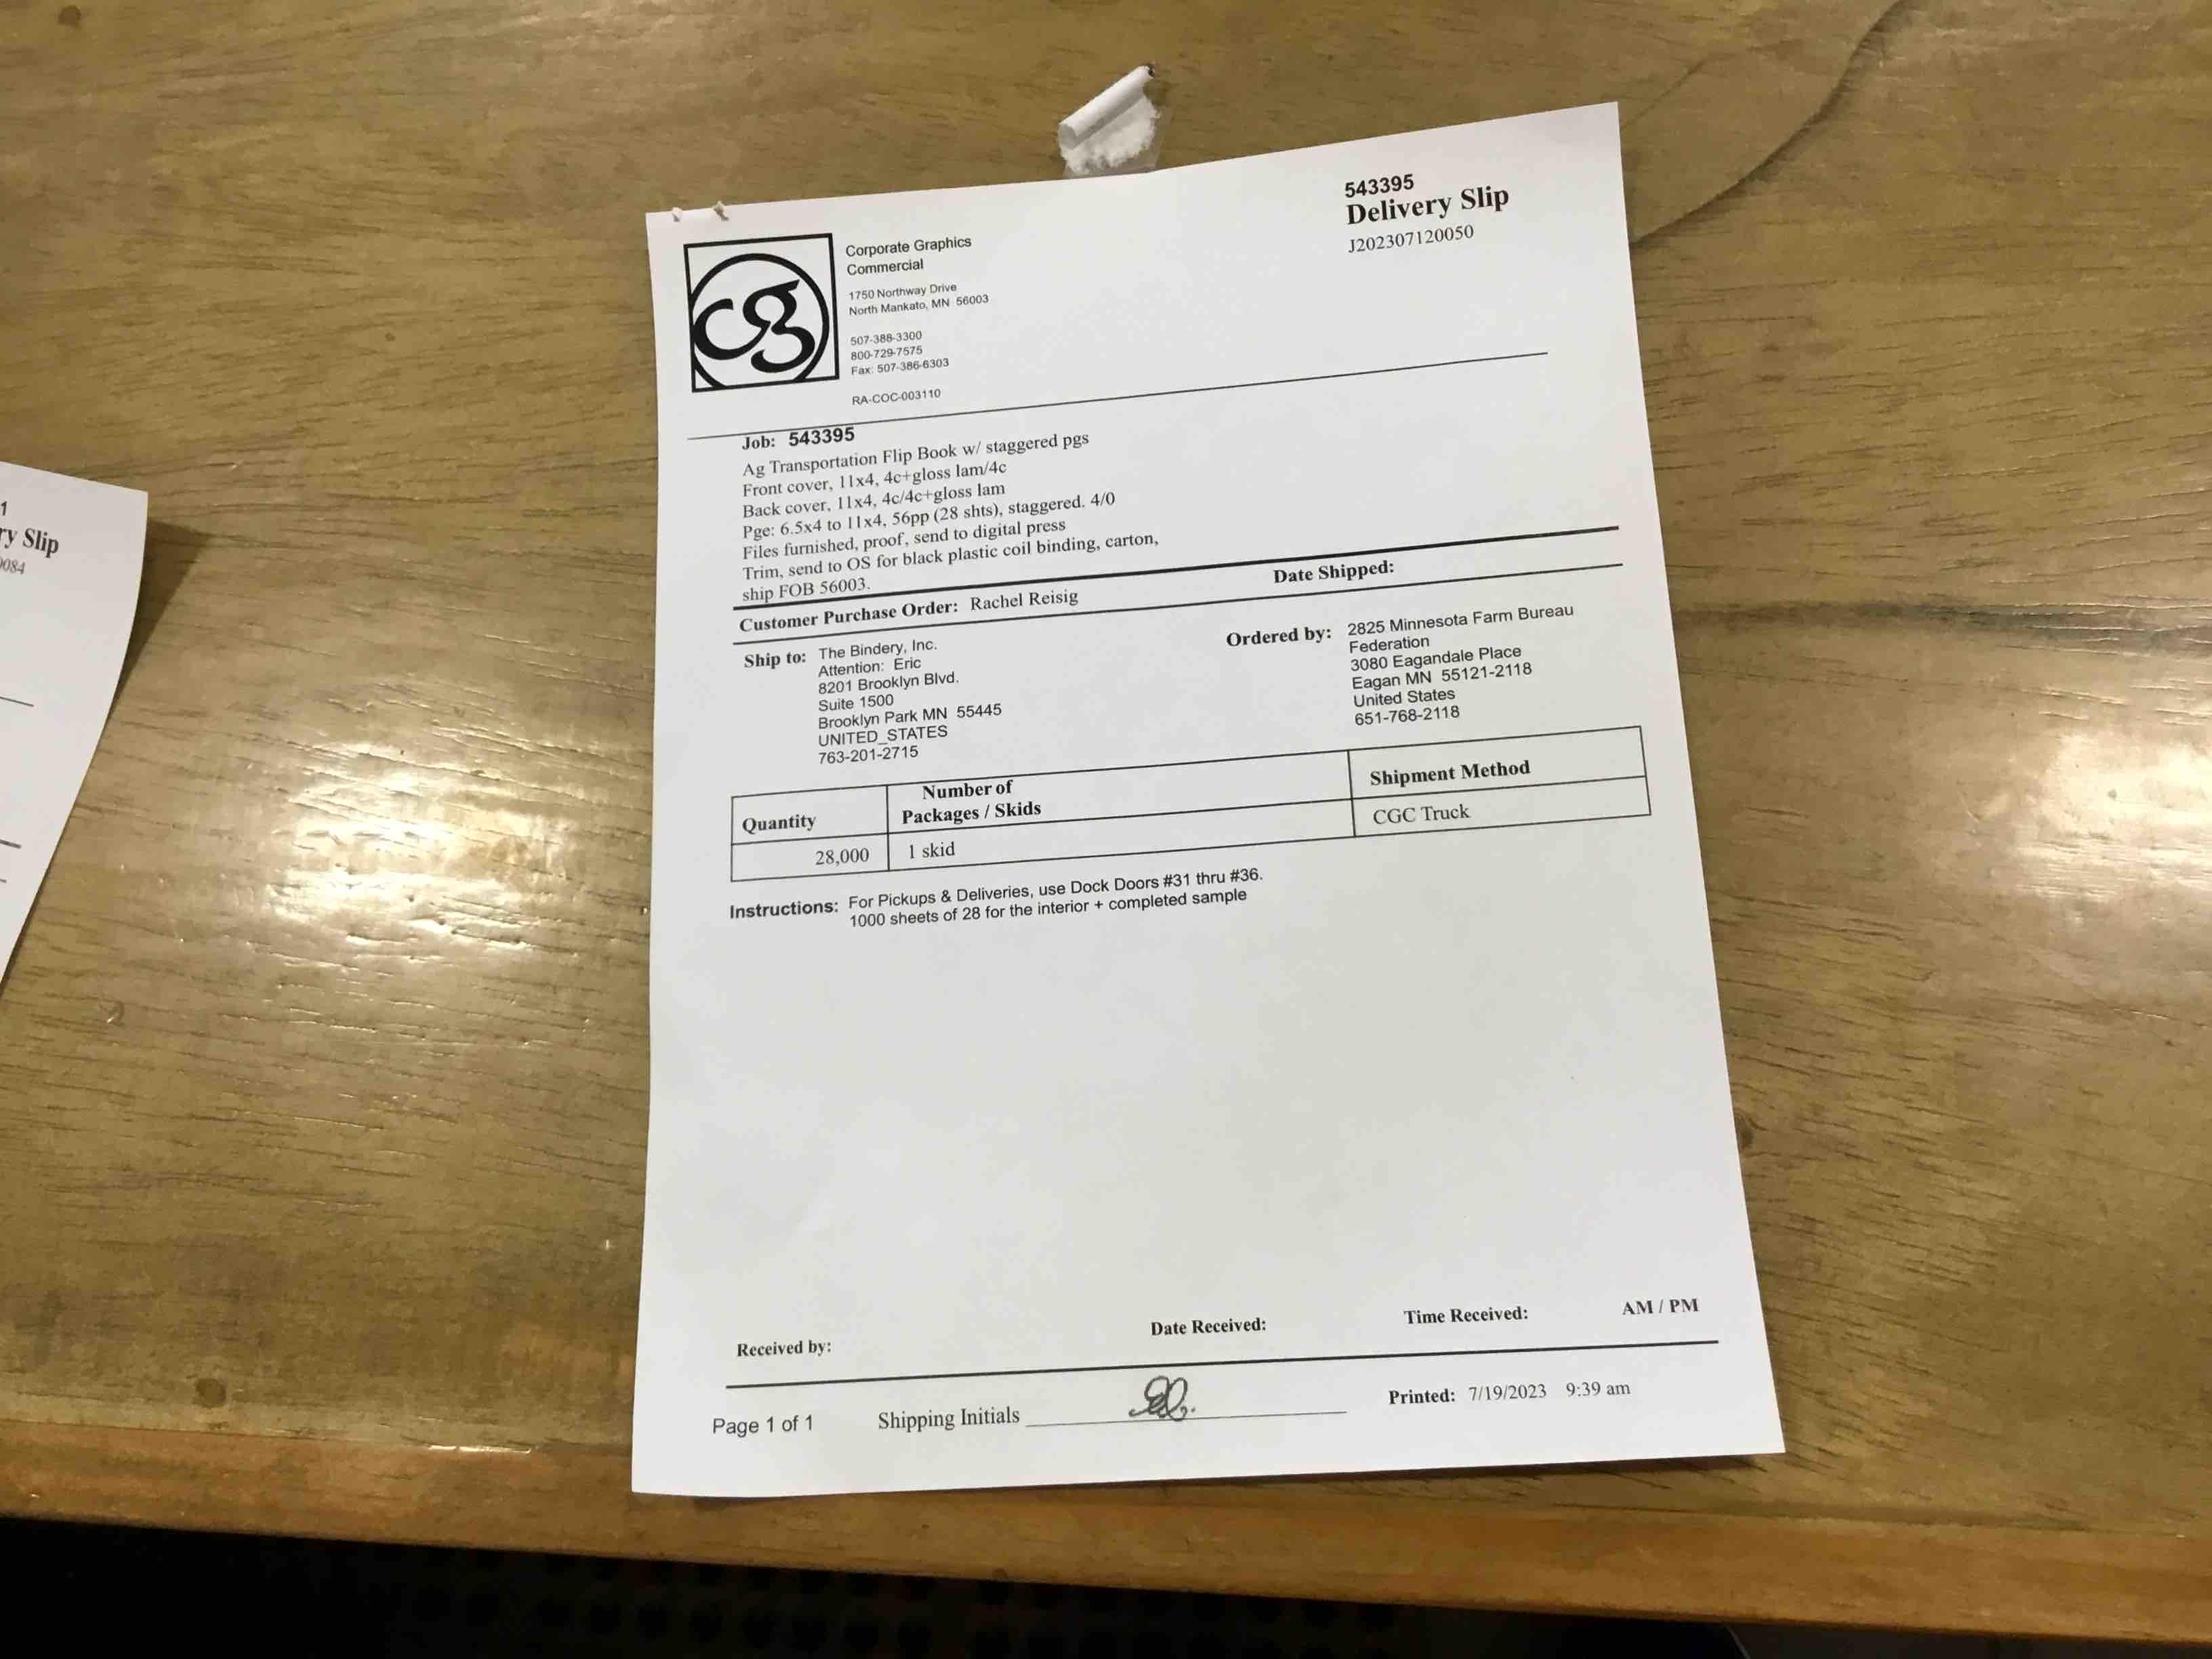 1
ry Slip
0084
543395
Delivery Slip
J202307120050
cg
Corporate Graphics
Commercial
1750 Northway Drive
North Mankato, MN 56003
507-388-3300
800-729-7575
Fax: 507-386-6303
RA-COC-003110
Job: 543395
Ag Transportation Flip Book w/ staggered pgs
Front cover, 11x4, 4c+gloss lam/4c
Back cover, 11x4, 4c/4c+gloss lam
Pge: 6.5x4 to 11x4, 56pp (28 shts), staggered. 4/0
Files furnished, proof, send to digital press
Trim, send to OS for black plastic coil binding, carton,
ship FOB 56003.
Customer Purchase Order: Rachel Reisig
Date Shipped:
Ship to: The Bindery, Inc.
Attention: Eric
8201 Brooklyn Blvd.
Suite 1500
Brooklyn Park MN 55445
UNITED_STATES
763-201-2715
Ordered by: 2825 Minnesota Farm Bureau
Federation
3080 Eagandale Place
Eagan MN 55121-2118
United States
651-768-2118
Quantity
Number of
Packages / Skids
Shipment Method
28,000
1 skid
CGC Truck
Instructions: For Pickups & Deliveries, use Dock Doors #31 thru #36.
1000 sheets of 28 for the interior + completed sample
Received by:
Date Received:
Time Received:
AM / PM
Page 1 of 1
Shipping Initials
Printed: 7/19/2023 9:39 am